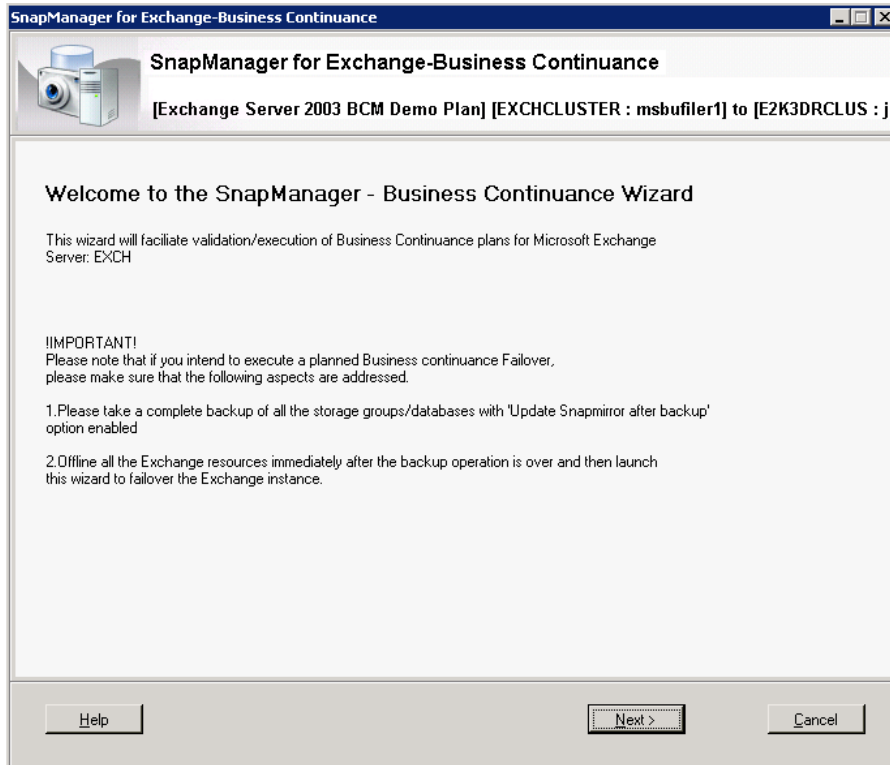 SnapManager for Exchange-Business Continuance
SnapManager for Exchange-Business Continuance
[Exchange Server 2003 BCM Demo Plan] [EXCHCLUSTER : msbufiler1] to [E2K3DRCLUS : j
Welcome to the SnapManager - Business Continuance Wizard
This wizard will faciliate validation/execution of Business Continuance plans for Microsoft Exchange
Server: EXCH
!IMPORTANT!
Please note that if you intend to execute a planned Business continuance Failover,
please make sure that the following aspects are addressed.
1.Please take a complete backup of all the storage groups/databases with 'Update Snapmirror after backup'
option enabled
2.Offline all the Exchange resources immediately after the backup operation is over and then launch
this wizard to failover the Exchange instance.
Help
Next >
Cancel